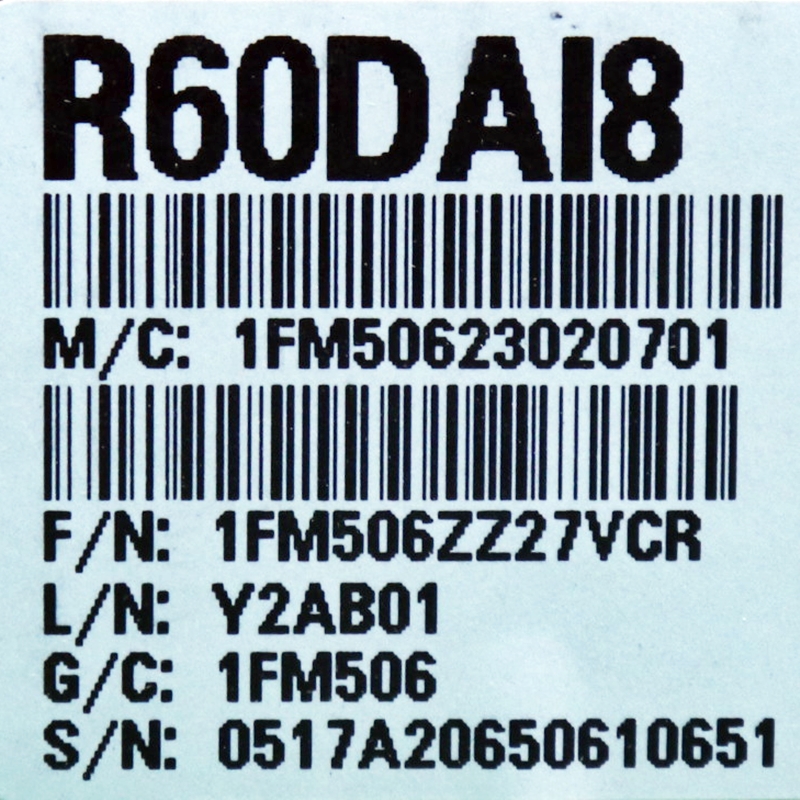 R60DAI8
M/C: 1FM50623020701
F/N: 1FM506ZZ27VCR
L/N: Y2AB01
G/C: 1FM506
S/N: 0517A20650610651